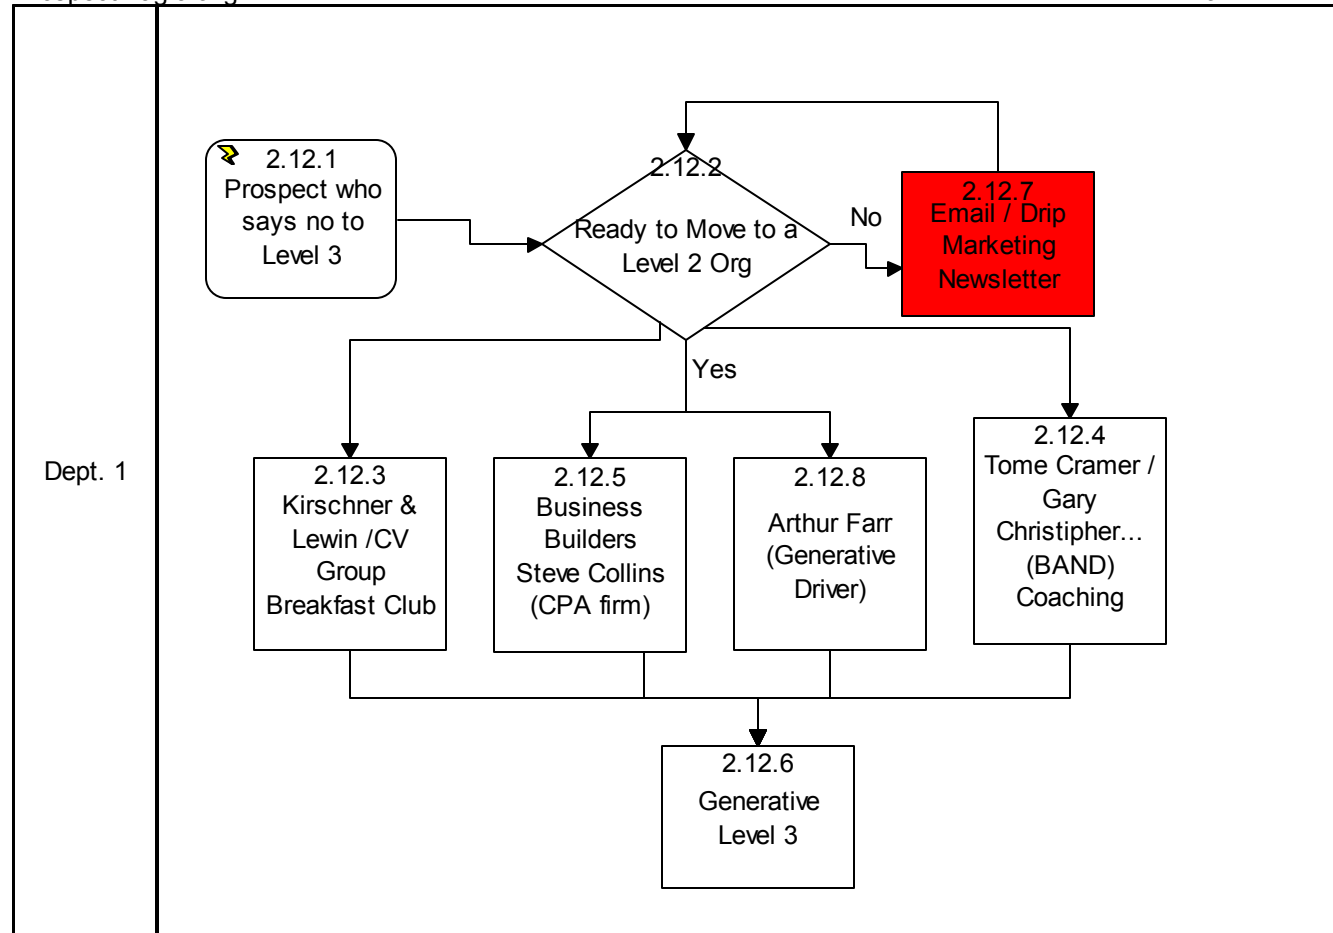 2.12.1
Prospect who
says no to
Level 3
2.12.2
Ready to Move to a
Level 2 Org
No
2.12.7
Email / Drip
Marketing
Newsletter
Yes
Dept. 1
2.12.3
Kirschner &
Lewin /CV
Group
Breakfast Club
2.12.5
Business
Builders
Steve Collins
(CPA firm)
2.12.8
Arthur Farr
(Generative
Driver)
2.12.4
Tome Cramer /
Gary
Christipher...
(BAND)
Coaching
2.12.6
Generative
Level 3